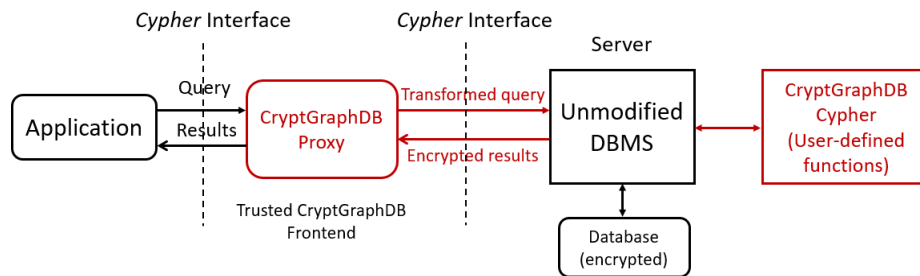 Cypher Interface
Cypher Interface
Server
Application
Query
Results
CryptGraphDB
Proxy
Trusted CryptGraphDB
Frontend
Transformed query
Encrypted results
Unmodified
DBMS
Database
(encrypted)
CryptGraphDB
Cypher
(User-defined
functions)